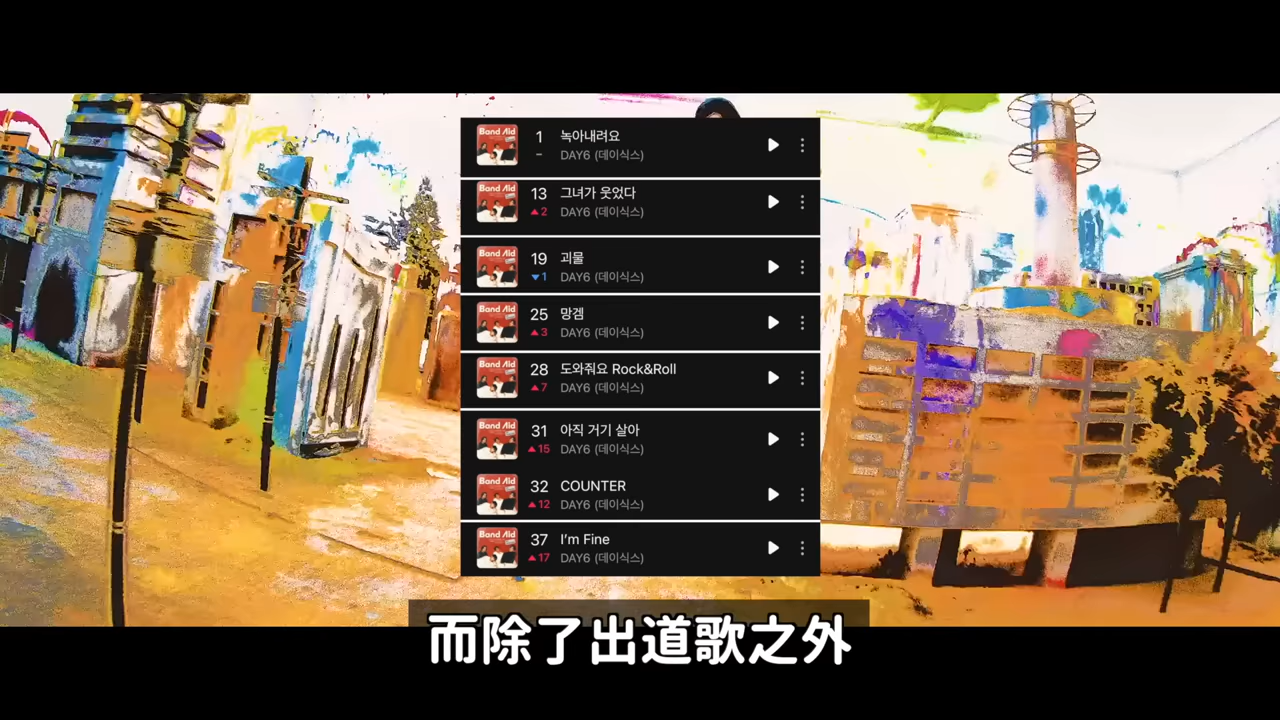 Band Aid
1
녹아내려요
-
DAY6 (데이식스)
Band Aid
13
그녀가 웃었다
▲2
DAY6 (데이식스)
Band Aid
19
괴물
▼1
DAY6 (데이식스)
Band Aid
25
망겜
▲3
DAY6 (데이식스)
Band Aid
28
도와줘요 Rock&Roll
▲7
DAY6 (데이식스)
Band Aid
31
아직 거기 살아
▲15
DAY6 (데이식스)
Band Aid
32
COUNTER
▲12
DAY6 (데이식스)
Band Aid
37
I'm Fine
▲17
DAY6 (데이식스)
而除了出道歌之外